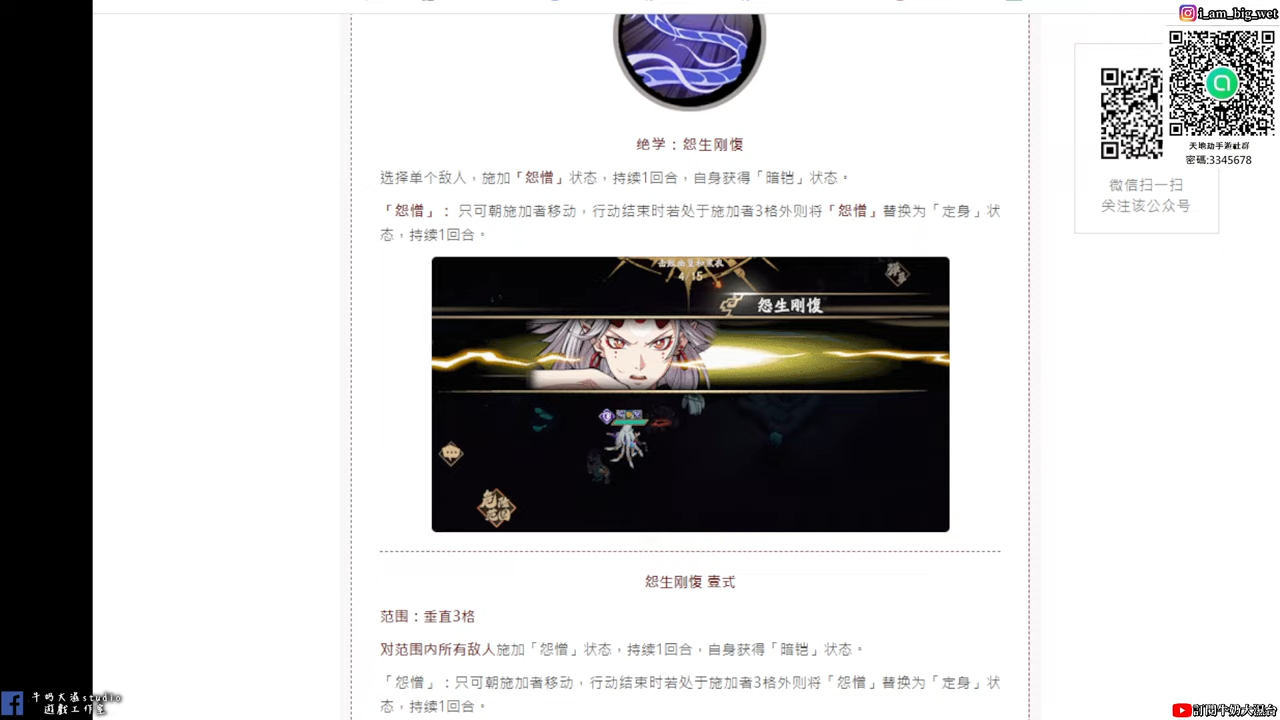 i_am_big_wet
天地劫手游社群
密碼:3345678
微信扫一扫
关注该公众号
绝学：怨生刚愎
选择单个敌人，施加「怨憎」状态，持续1回合，自身获得「暗铠」状态。
「怨憎」：只可朝施加者移动，行动结束时若处于施加者3格外则将「怨憎」替换为「定身」状
态，持续1回合。
4/15
怨生刚愎
怨生刚愎 壹式
范围：垂直3格
对范围内所有敌人施加「怨憎」状态，持续1回合，自身获得「暗铠」状态。
「怨憎」：只可朝施加者移动，行动结束时若处于施加者3格外则将「怨憎」替换为「定身」状
态，持续1回合。
牛奶大濕studio
遊戲工作室
訂閱牛奶大濕台